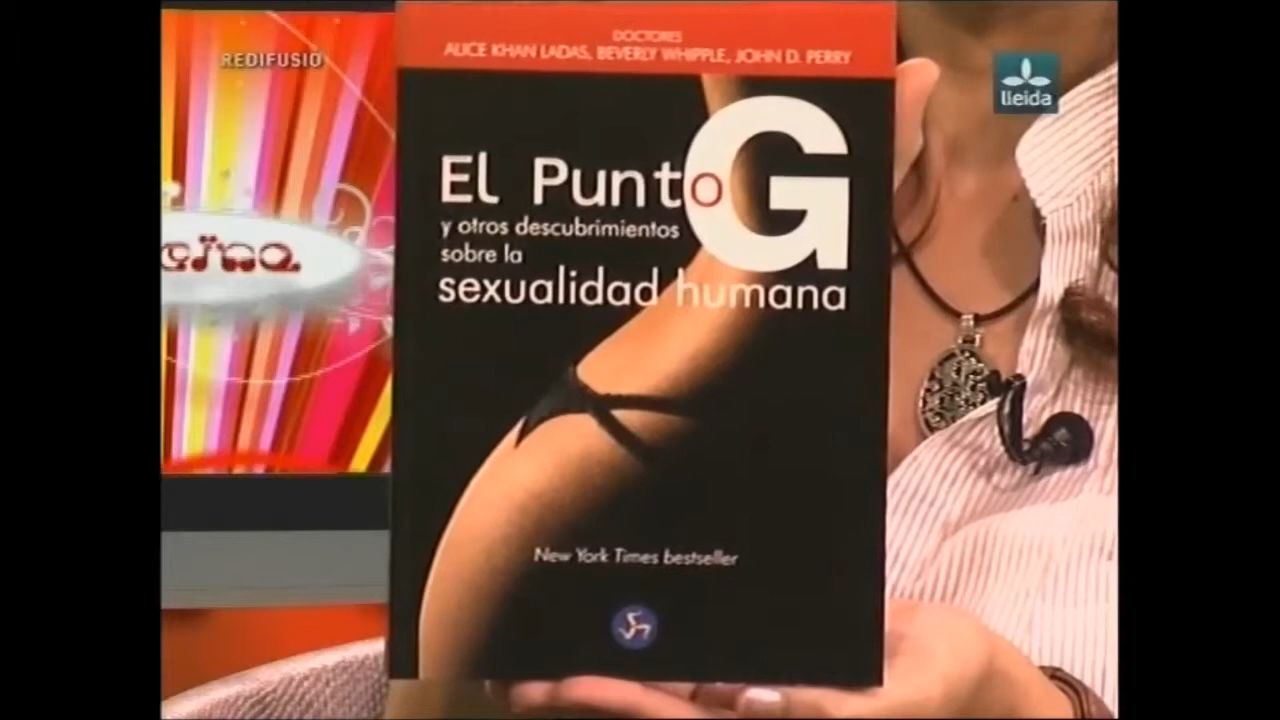 REDIFUSIO
lleida
DOCTORES
ALICE KHAN LADAS, BEVERLY WHIPPLE, JOHN D. PERRY
El Punto G
y otros descubrimientos
sobre la
sexualidad humana
New York Times bestseller